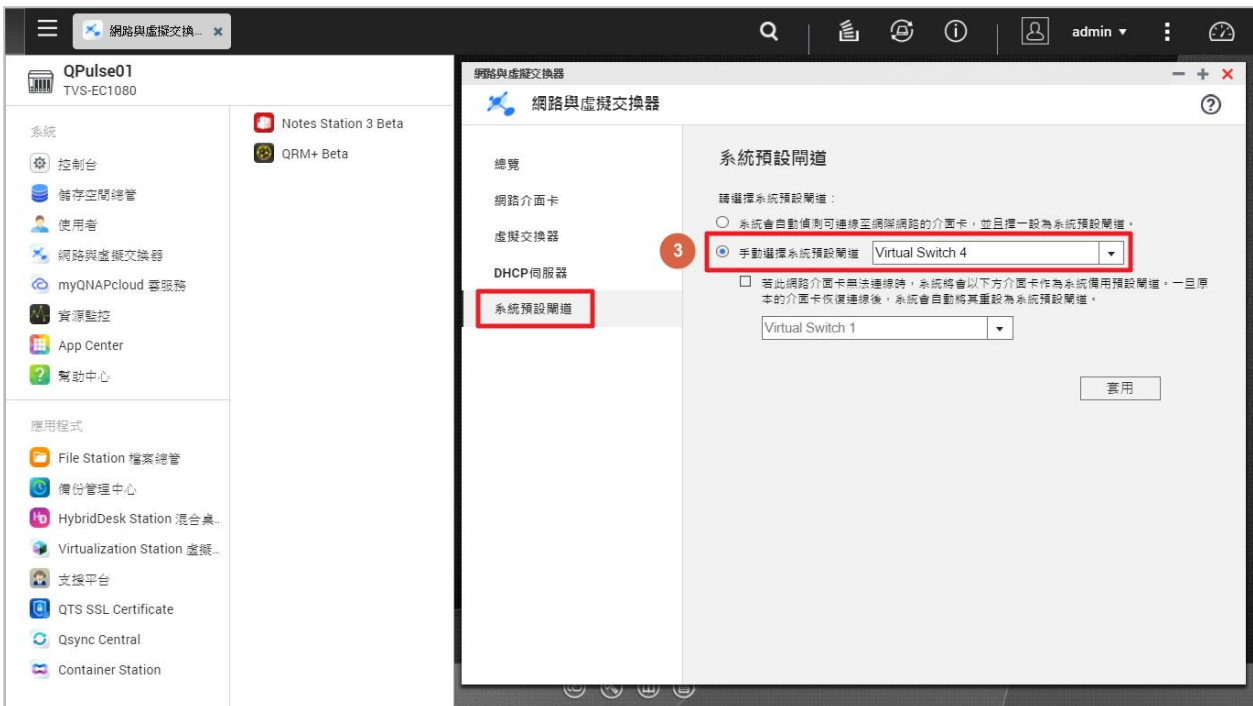 網路與虛擬交換...
admin
QPulse01
TVS-EC1080
系統
控制台
儲存空間總管
使用者
網路與虛擬交換器
myQNAPcloud 雲服務
資源監控
App Center
幫助中心
應用程式
File Station 檔案總管
備份管理中心
HybridDesk Station 混合桌...
Virtualization Station 虛擬...
支援平台
QTS SSL Certificate
Qsync Central
Container Station
Notes Station 3 Beta
QRM+ Beta
網路與虛擬交換器
網路與虛擬交換器
總覽
網路介面卡
虛擬交換器
DHCP伺服器
系統預設閘道
系統預設閘道
請選擇系統預設閘道：
系統會自動偵測可連線至網際網路的介面卡，並且擇一設為系統預設閘道。
3
手動選擇系統預設閘道 Virtual Switch 4
若此網路介面卡無法連線時，系統將會以下方介面卡作為系統備用預設閘道。一旦原
本的介面卡恢復連線後，系統會自動將其重設為系統預設閘道。
Virtual Switch 1
套用